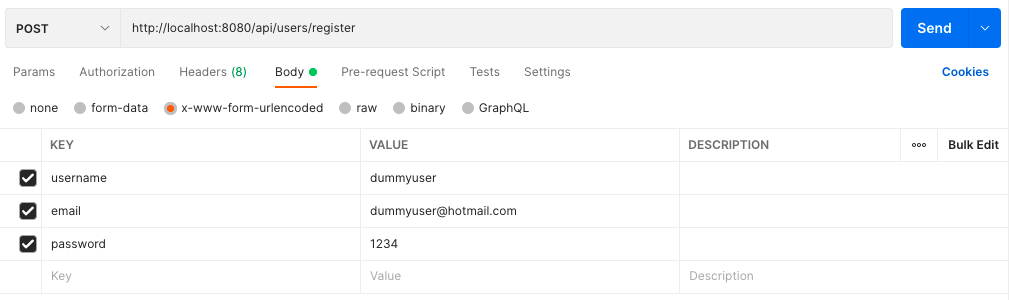 POST http://localhost:8080/api/users/register Send
Params Authorization Headers (8) Body Pre-request Script Tests Settings Cookies
none form-data x-www-form-urlencoded raw binary GraphQL
KEY VALUE DESCRIPTION Bulk Edit
username dummyuser
email dummyuser@hotmail.com
password 1234
Key Value Description